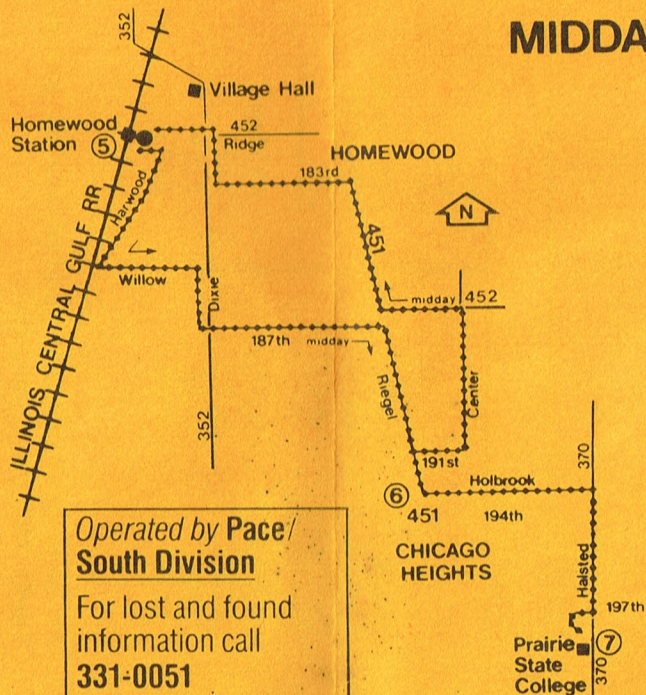 MIDDA
352
Village Hall
Homewood
Station
5
452
Ridge
HOMEWOOD
183rd
Harwood
N
451
ILLINOIS CENTRAL GULF RR
Willow
Dixie
midday
452
187th
midday
Riegel
Center
352
191st
370
6
Holbrook
451
194th
CHICAGO
HEIGHTS
Halsted
197th
Prairie
State
College
7
370
Operated by Pace/
South Division
For lost and found
information call
331-0051